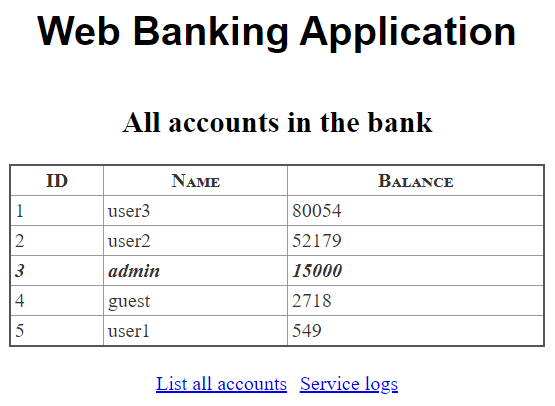 Web Banking Application
All accounts in the bank
ID Name Balance
1 user3 80054
2 user2 52179
3 admin 15000
4 guest 2718
5 user1 549
List all accounts Service logs